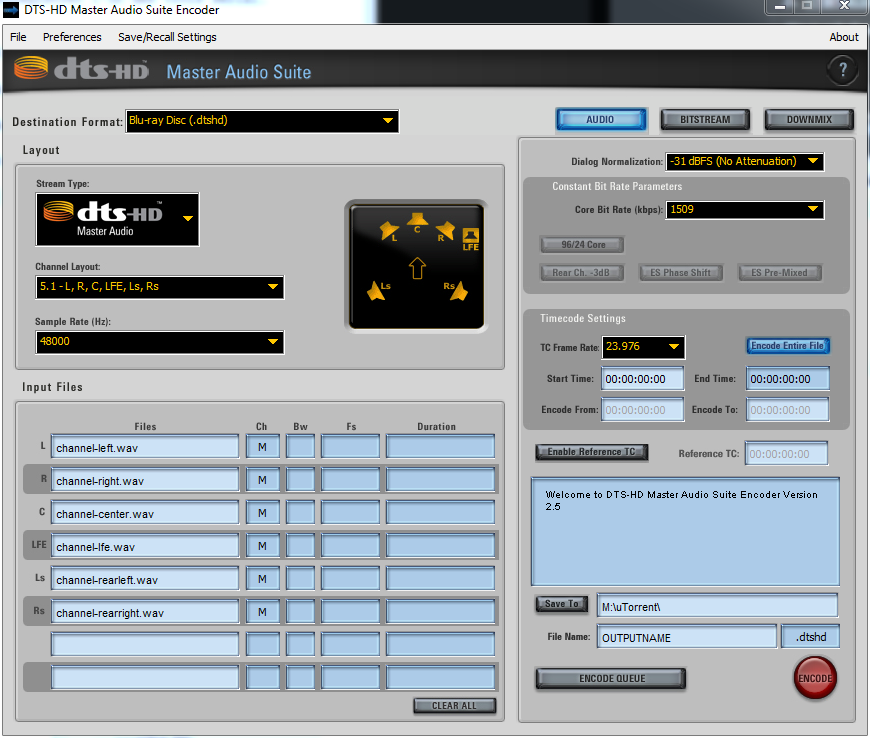 DTS-HD Master Audio Suite Encoder
File Preferences Save/Recall Settings About
dts-HD Master Audio Suite ?
Destination Format: Blu-ray Disc (.dtshd)
AUDIO BITSTREAM DOWNMIX
Layout
Stream Type:
dts-HD
Master Audio
L C R LFE
Ls Rs
Channel Layout:
5.1 - L, R, C, LFE, Ls, Rs
Sample Rate (Hz):
48000
Input Files
Files Ch Bw Fs Duration
L channel-left.wav M
R channel-right.wav M
C channel-center.wav M
LFE channel-lfe.wav M
Ls channel-rearleft.wav M
Rs channel-rearright.wav M
CLEAR ALL
Dialog Normalization: -31 dBFS (No Attenuation)
Constant Bit Rate Parameters
Core Bit Rate (kbps): 1509
96/24 Core
Rear Ch. -3dB ES Phase Shift ES Pre-Mixed
Timecode Settings
TC Frame Rate: 23.976 Encode Entire File
Start Time: 00:00:00:00 End Time: 00:00:00:00
Encode From: 00:00:00:00 Encode To: 00:00:00:00
Enable Reference TC Reference TC: 00:00:00:00
Welcome to DTS-HD Master Audio Suite Encoder Version
2.5
Save To M:\uTorrent\
File Name: OUTPUTNAME .dtshd
ENCODE QUEUE ENCODE